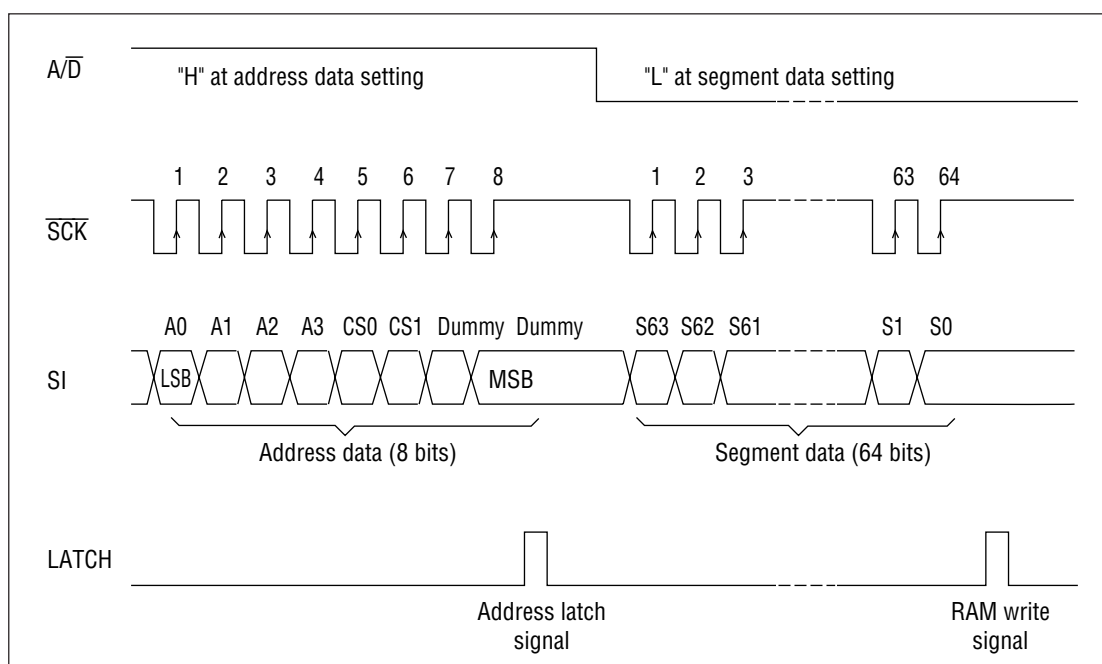 A/D̅
"H" at address data setting
"L" at segment data setting
1 2 3 4 5 6 7 8 1 2 3 63 64
S̅C̅K̅
A0 A1 A2 A3 CS0 CS1 Dummy Dummy S63 S62 S61 S1 S0
SI
LSB
MSB
Address data (8 bits)
Segment data (64 bits)
LATCH
Address latch
signal
RAM write
signal